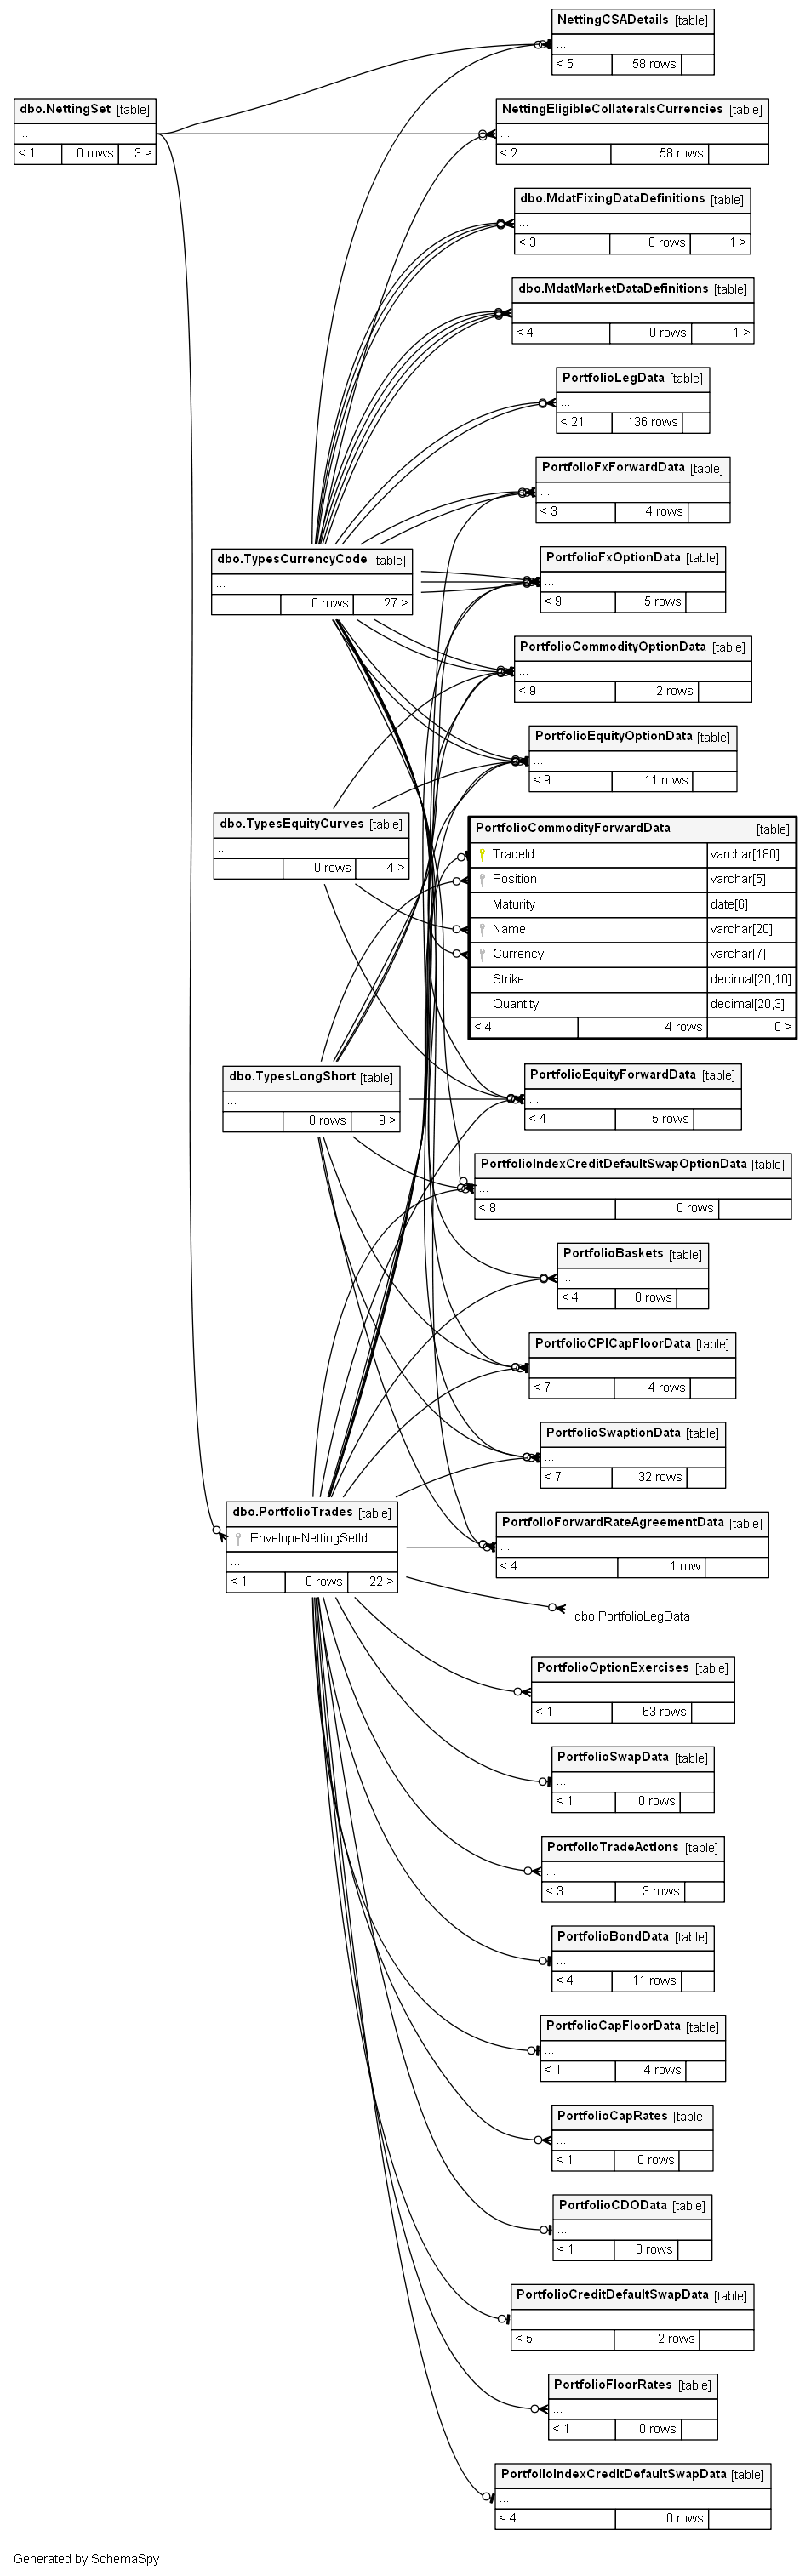 NettingCSADetails [table]
...
< 5 58 rows
dbo.NettingSet [table]
...
< 1 0 rows 3 >
NettingEligibleCollateralsCurrencies [table]
...
< 2 58 rows
dbo.MdatFixingDataDefinitions [table]
...
< 3 0 rows 1 >
dbo.MdatMarketDataDefinitions [table]
...
< 4 0 rows 1 >
PortfolioLegData [table]
...
< 21 136 rows
PortfolioFxForwardData [table]
...
< 3 4 rows
dbo.TypesCurrencyCode [table]
...
0 rows 27 >
PortfolioFxOptionData [table]
...
< 9 5 rows
PortfolioCommodityOptionData [table]
...
< 9 2 rows
PortfolioEquityOptionData [table]
...
< 9 11 rows
dbo.TypesEquityCurves [table]
...
0 rows 4 >
PortfolioCommodityForwardData [table]
TradeId varchar[180]
Position varchar[5]
Maturity date[6]
Name varchar[20]
Currency varchar[7]
Strike decimal[20,10]
Quantity decimal[20,3]
< 4 4 rows 0 >
dbo.TypesLongShort [table]
...
0 rows 9 >
PortfolioEquityForwardData [table]
...
< 4 5 rows
PortfolioIndexCreditDefaultSwapOptionData [table]
...
< 8 0 rows
PortfolioBaskets [table]
...
< 4 0 rows
PortfolioCPICapFloorData [table]
...
< 7 4 rows
PortfolioSwaptionData [table]
...
< 7 32 rows
dbo.PortfolioTrades [table]
EnvelopeNettingSetId
...
< 1 0 rows 22 >
PortfolioForwardRateAgreementData [table]
...
< 4 1 row
dbo.PortfolioLegData
PortfolioOptionExercises [table]
...
< 1 63 rows
PortfolioSwapData [table]
...
< 1 0 rows
PortfolioTradeActions [table]
...
< 3 3 rows
PortfolioBondData [table]
...
< 4 11 rows
PortfolioCapFloorData [table]
...
< 1 4 rows
PortfolioCapRates [table]
...
< 1 0 rows
PortfolioCDOData [table]
...
< 1 0 rows
PortfolioCreditDefaultSwapData [table]
...
< 5 2 rows
PortfolioFloorRates [table]
...
< 1 0 rows
PortfolioIndexCreditDefaultSwapData [table]
...
< 4 0 rows
Generated by SchemaSpy